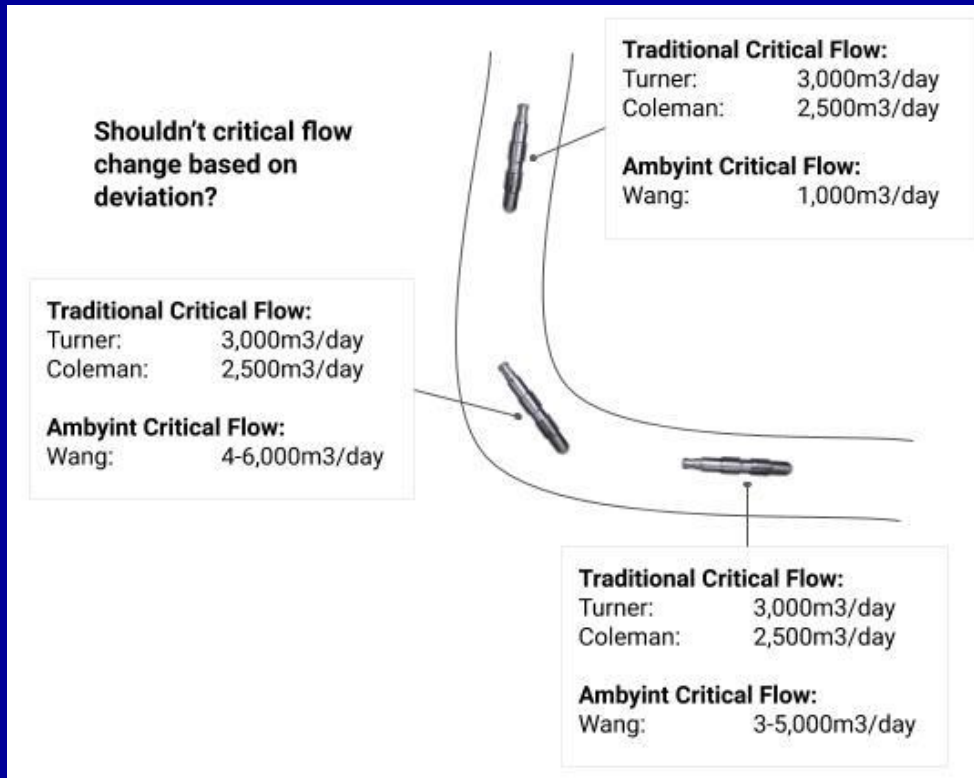 Shouldn't critical flow
change based on
deviation?
Traditional Critical Flow:
Turner: 3,000m3/day
Coleman: 2,500m3/day
Ambyint Critical Flow:
Wang: 1,000m3/day
Traditional Critical Flow:
Turner: 3,000m3/day
Coleman: 2,500m3/day
Ambyint Critical Flow:
Wang: 4-6,000m3/day
Traditional Critical Flow:
Turner: 3,000m3/day
Coleman: 2,500m3/day
Ambyint Critical Flow:
Wang: 3-5,000m3/day